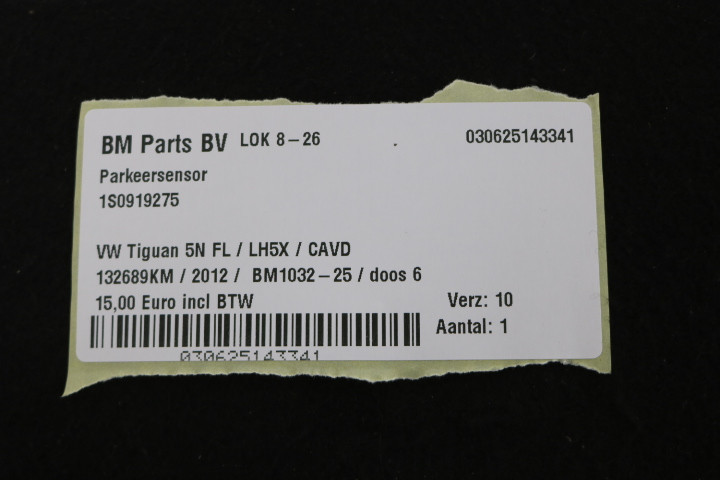 BM Parts BV LOK 8-26 030625143341
Parkeersensor
1S0919275
VW Tiguan 5N FL / LH5X / CAVD
132689KM / 2012 / BM1032-25 / doos 6
15,00 Euro incl BTW Verz: 10
Aantal: 1
030625143341